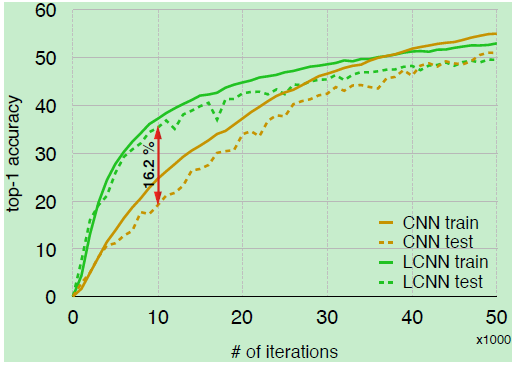 60
50
40
30
20
10
0
top-1 accuracy
16.2 %
CNN train
CNN test
LCNN train
LCNN test
0 10 20 30 40 50
x1000
# of iterations